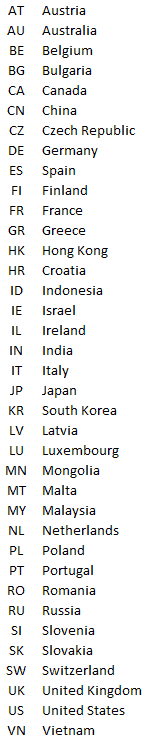 AT Austria
AU Australia
BE Belgium
BG Bulgaria
CA Canada
CN China
CZ Czech Republic
DE Germany
ES Spain
FI Finland
FR France
GR Greece
HK Hong Kong
HR Croatia
ID Indonesia
IE Israel
IL Ireland
IN India
IT Italy
JP Japan
KR South Korea
LV Latvia
LU Luxembourg
MN Mongolia
MT Malta
MY Malaysia
NL Netherlands
PL Poland
PT Portugal
RO Romania
RU Russia
SI Slovenia
SK Slovakia
SW Switzerland
UK United Kingdom
US United States
VN Vietnam